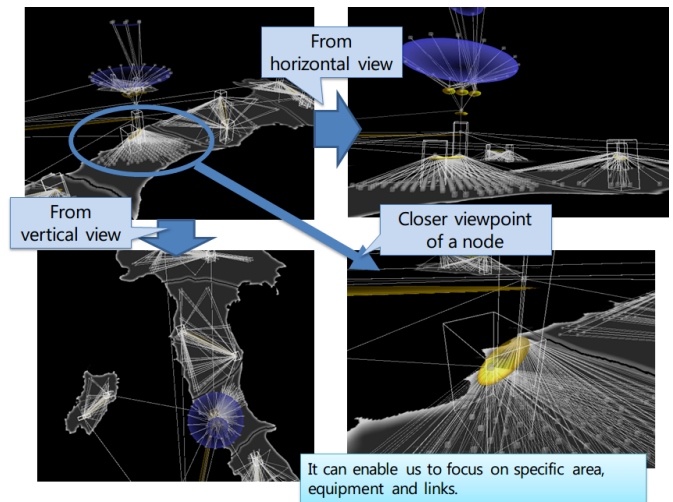 From
horizontal view
From
vertical view
Closer viewpoint
of a node
It can enable us to focus on specific area,
equipment and links.